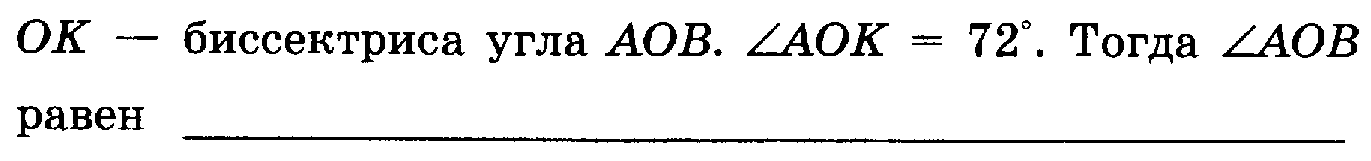 OK — биссектриса угла AOB. ∠AOK = 72°. Тогда ∠AOB
равен